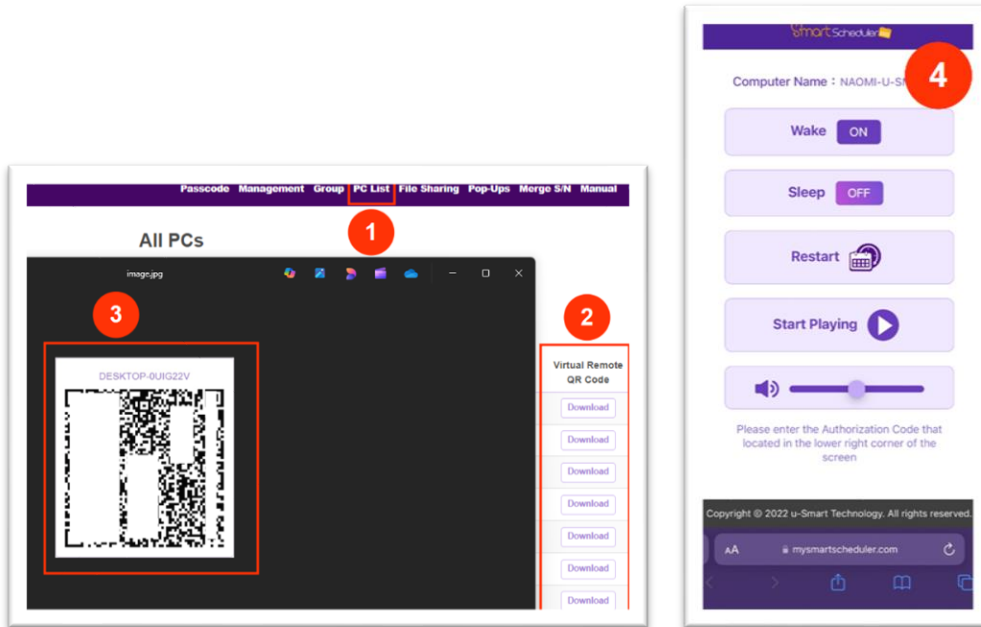 Passcode Management Group PC List File Sharing Pop-Ups Merge S/N Manual
1
All PCs
image.jpg
3
2
DESKTOP-0UIG22V
Virtual Remote
QR Code
Download
Download
Download
Download
Download
Download
Download
Smart Scheduler
4
Computer Name : NAOMI-U-S
Wake ON
Sleep OFF
Restart
Start Playing
Please enter the Authorization Code that
located in the lower right corner of the
screen
Copyright © 2022 u-Smart Technology. All rights reserved.
AA mysmartscheduler.com